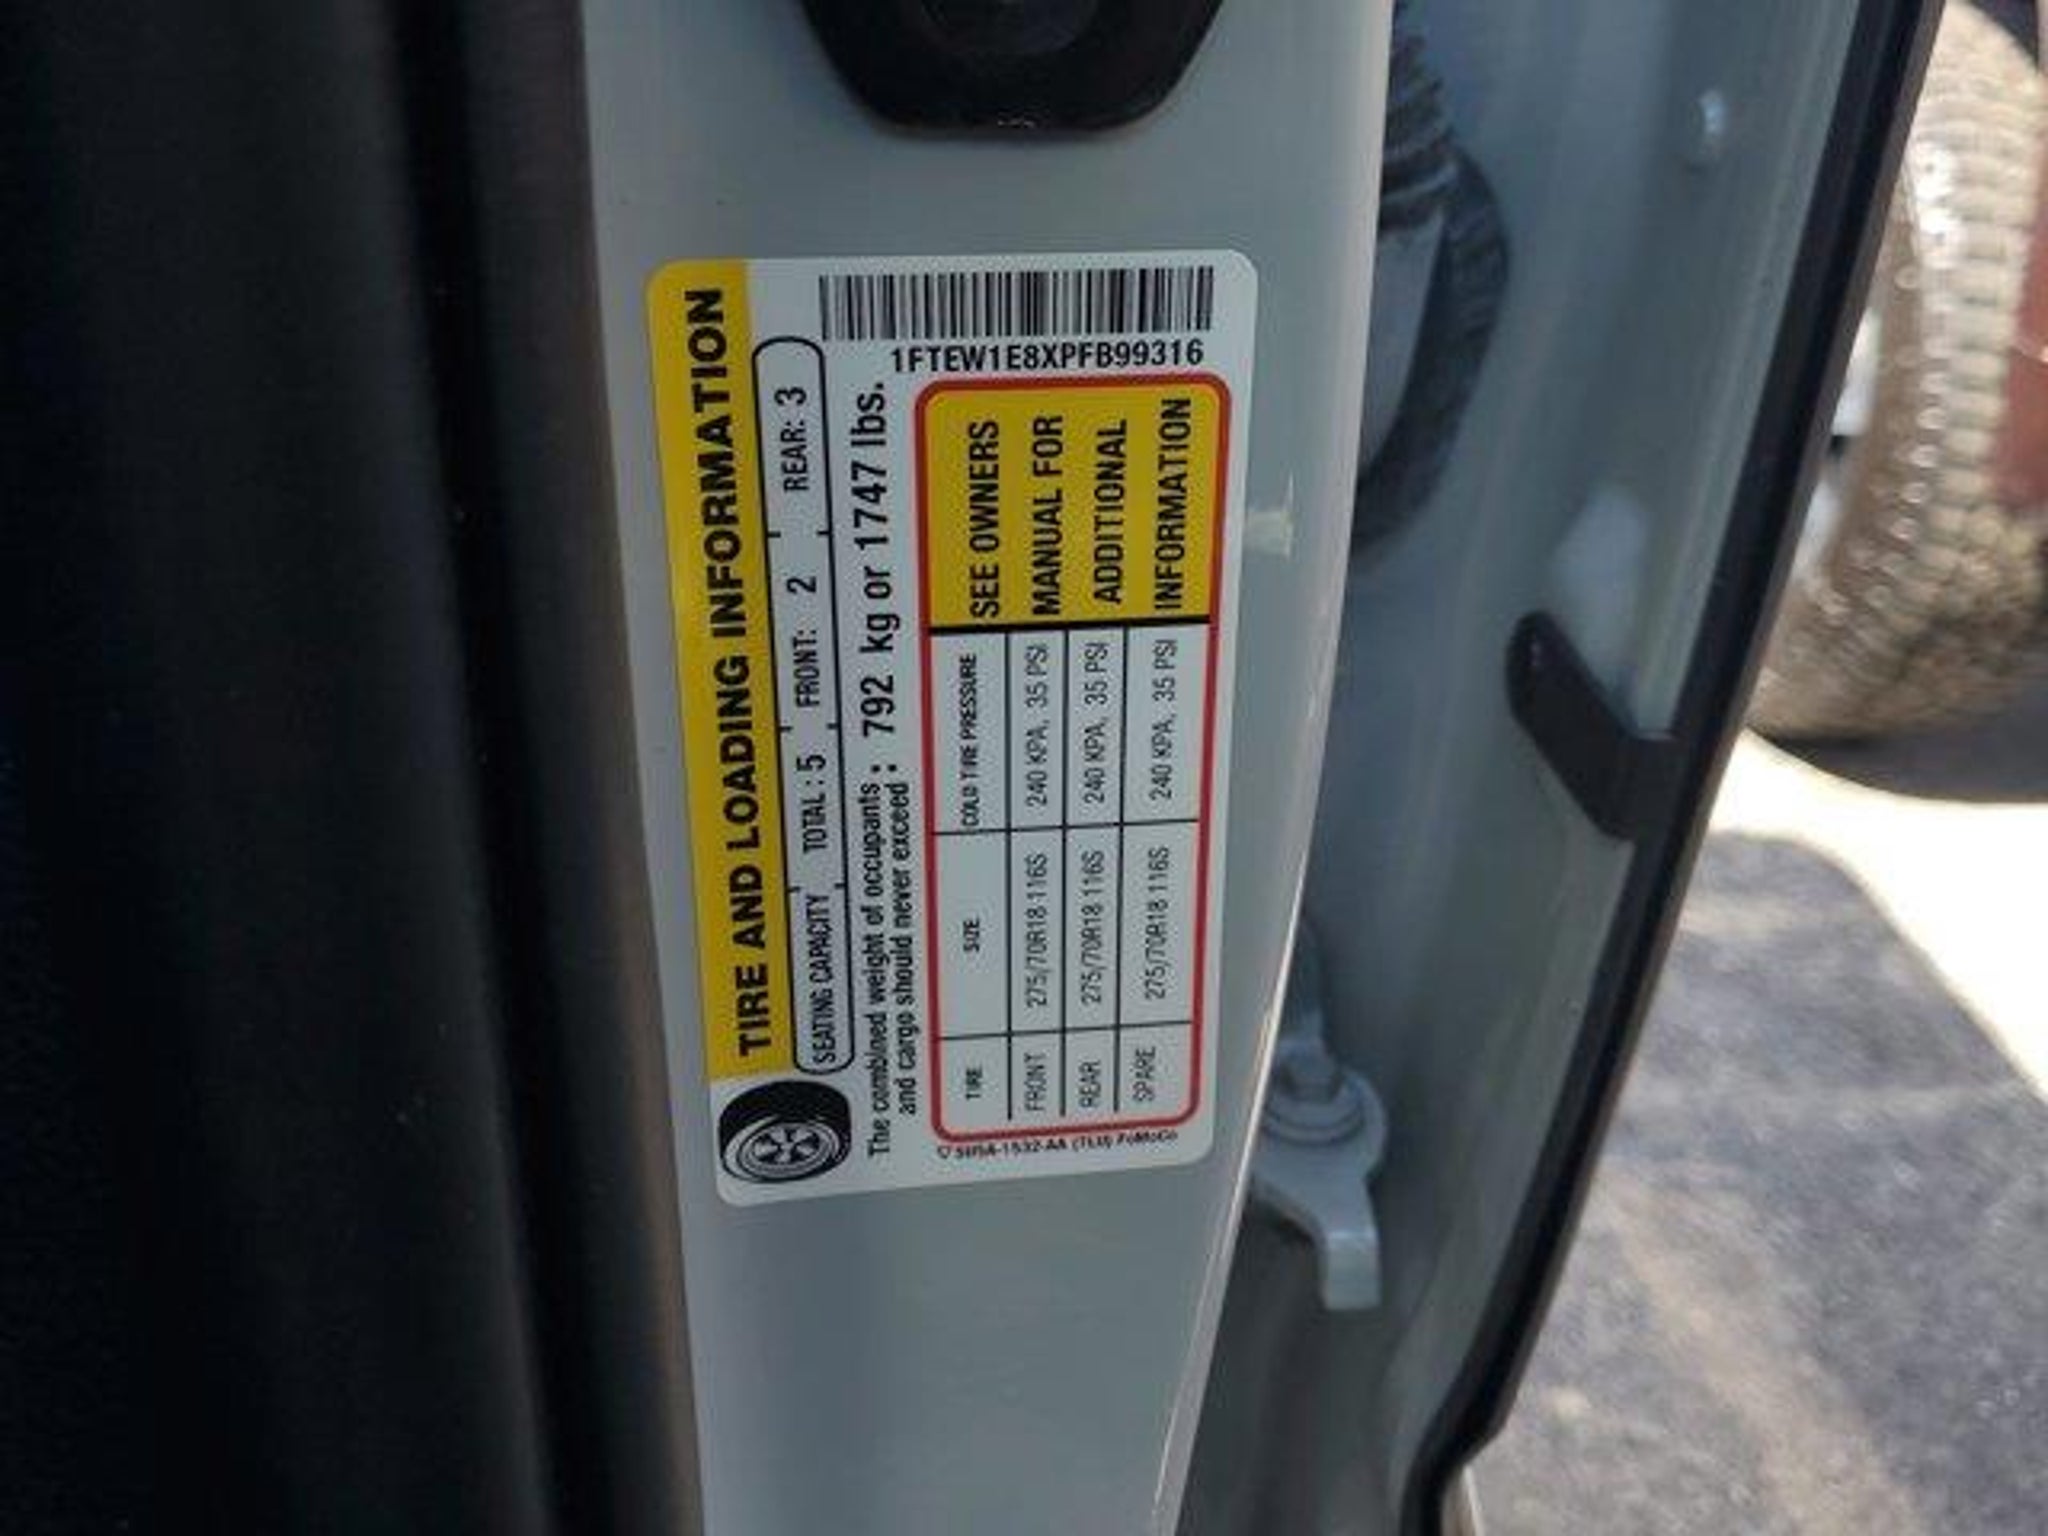 TIRE AND LOADING INFORMATION
SEATING CAPACITY TOTAL : 5 FRONT: 2 REAR: 3
The combined weight of occupants
and cargo should never exceed : 792 kg or 1747 lbs.
1FTEW1E8XPFB99316
TIRE SIZE COLD TIRE PRESSURE
FRONT 275/70R18 116S 240 KPA, 35 PSI
REAR 275/70R18 116S 240 KPA, 35 PSI
SPARE 275/70R18 116S 240 KPA, 35 PSI
SEE OWNERS
MANUAL FOR
ADDITIONAL
INFORMATION
(TLU) FoMoCo